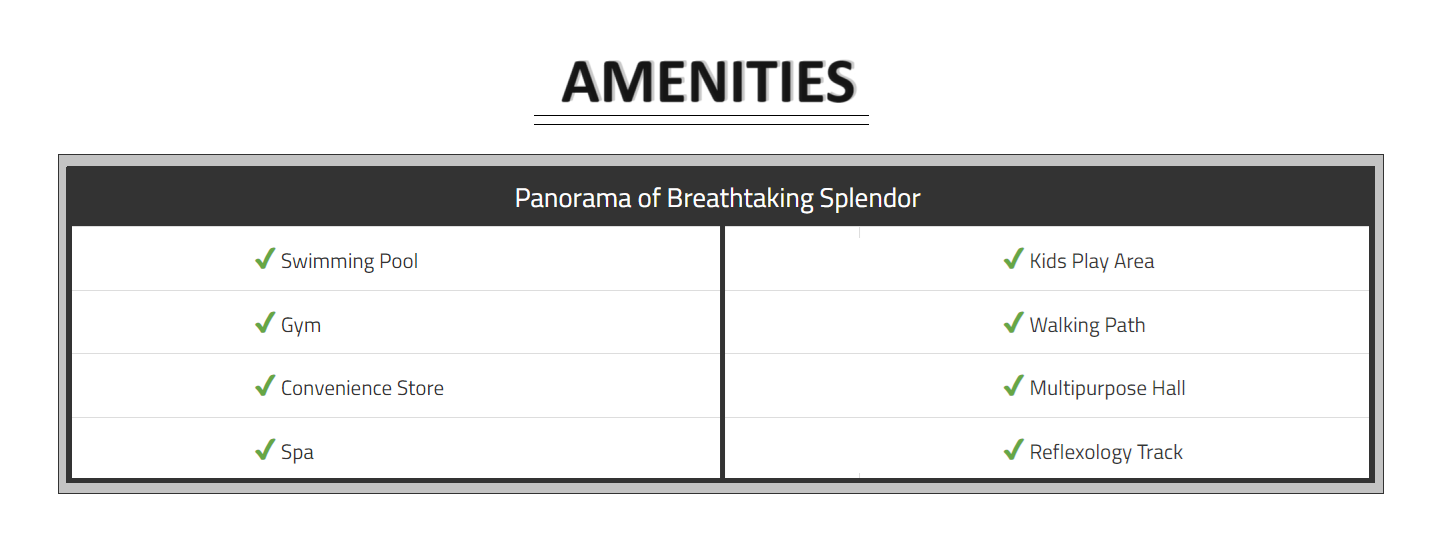 AMENITIES
Panorama of Breathtaking Splendor
✔ Swimming Pool
✔ Kids Play Area
✔ Gym
✔ Walking Path
✔ Convenience Store
✔ Multipurpose Hall
✔ Spa
✔ Reflexology Track